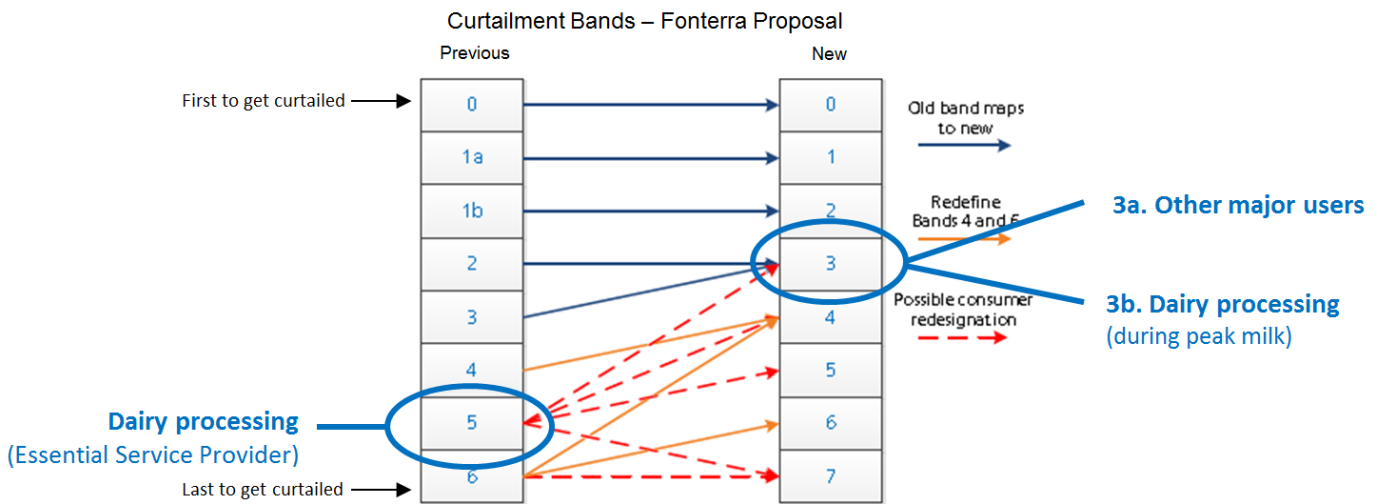 Curtailment Bands – Fonterra Proposal
Previous
New
First to get curtailed
0
0
Old band maps
to new
1a
1
1b
2
Redefine
Bands 4 and 6
3a. Other major users
2
3
Possible consumer
redesignation
3b. Dairy processing
(during peak milk)
3
4
4
5
Dairy processing
(Essential Service Provider)
5
6
6
7
Last to get curtailed